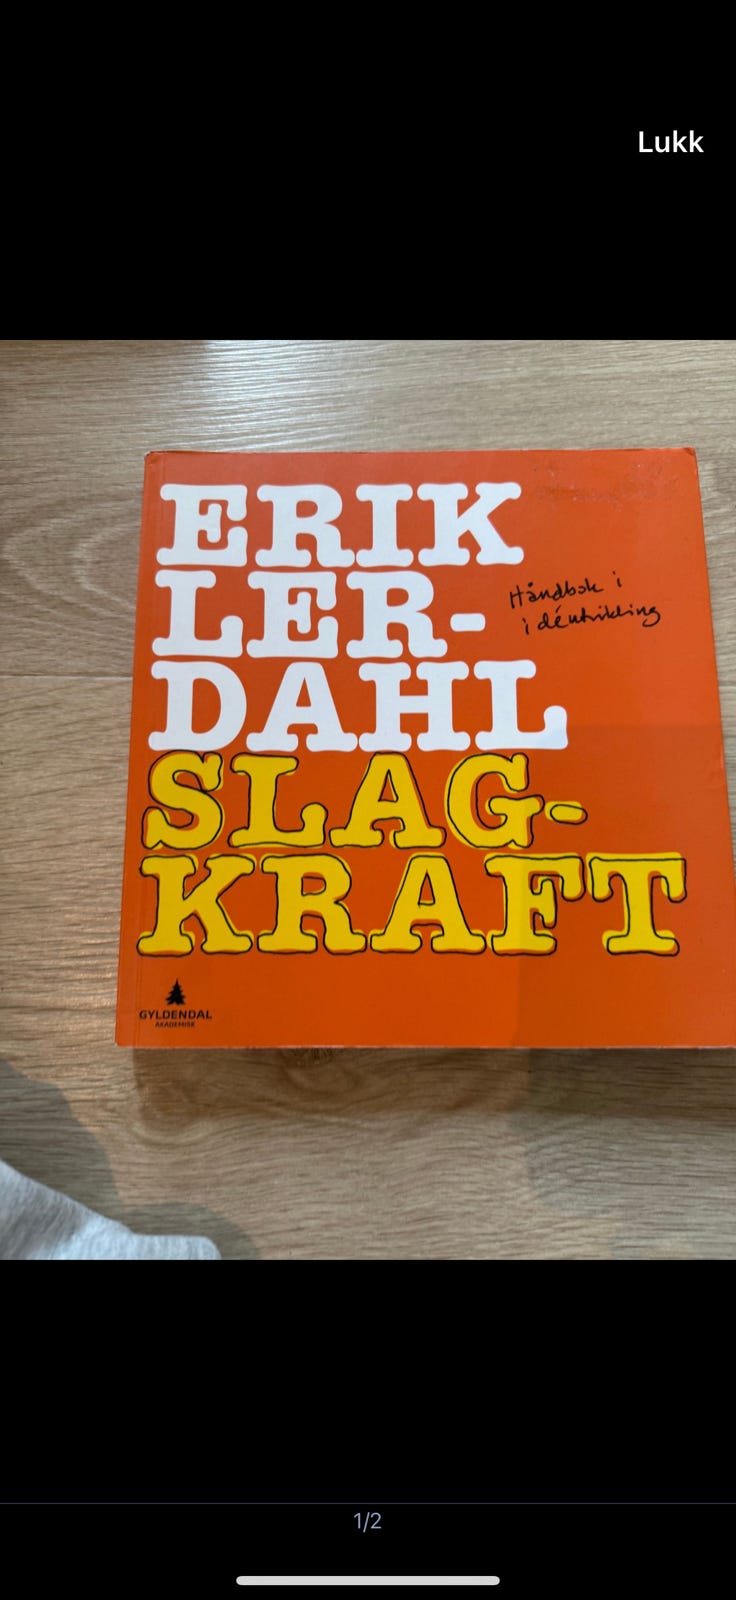 Lukk
ERIK
LER-
DAHL
Håndbok i
idéutvikling
SLAG-
KRAFT
GYLDENDAL
AKADEMISK
1/2